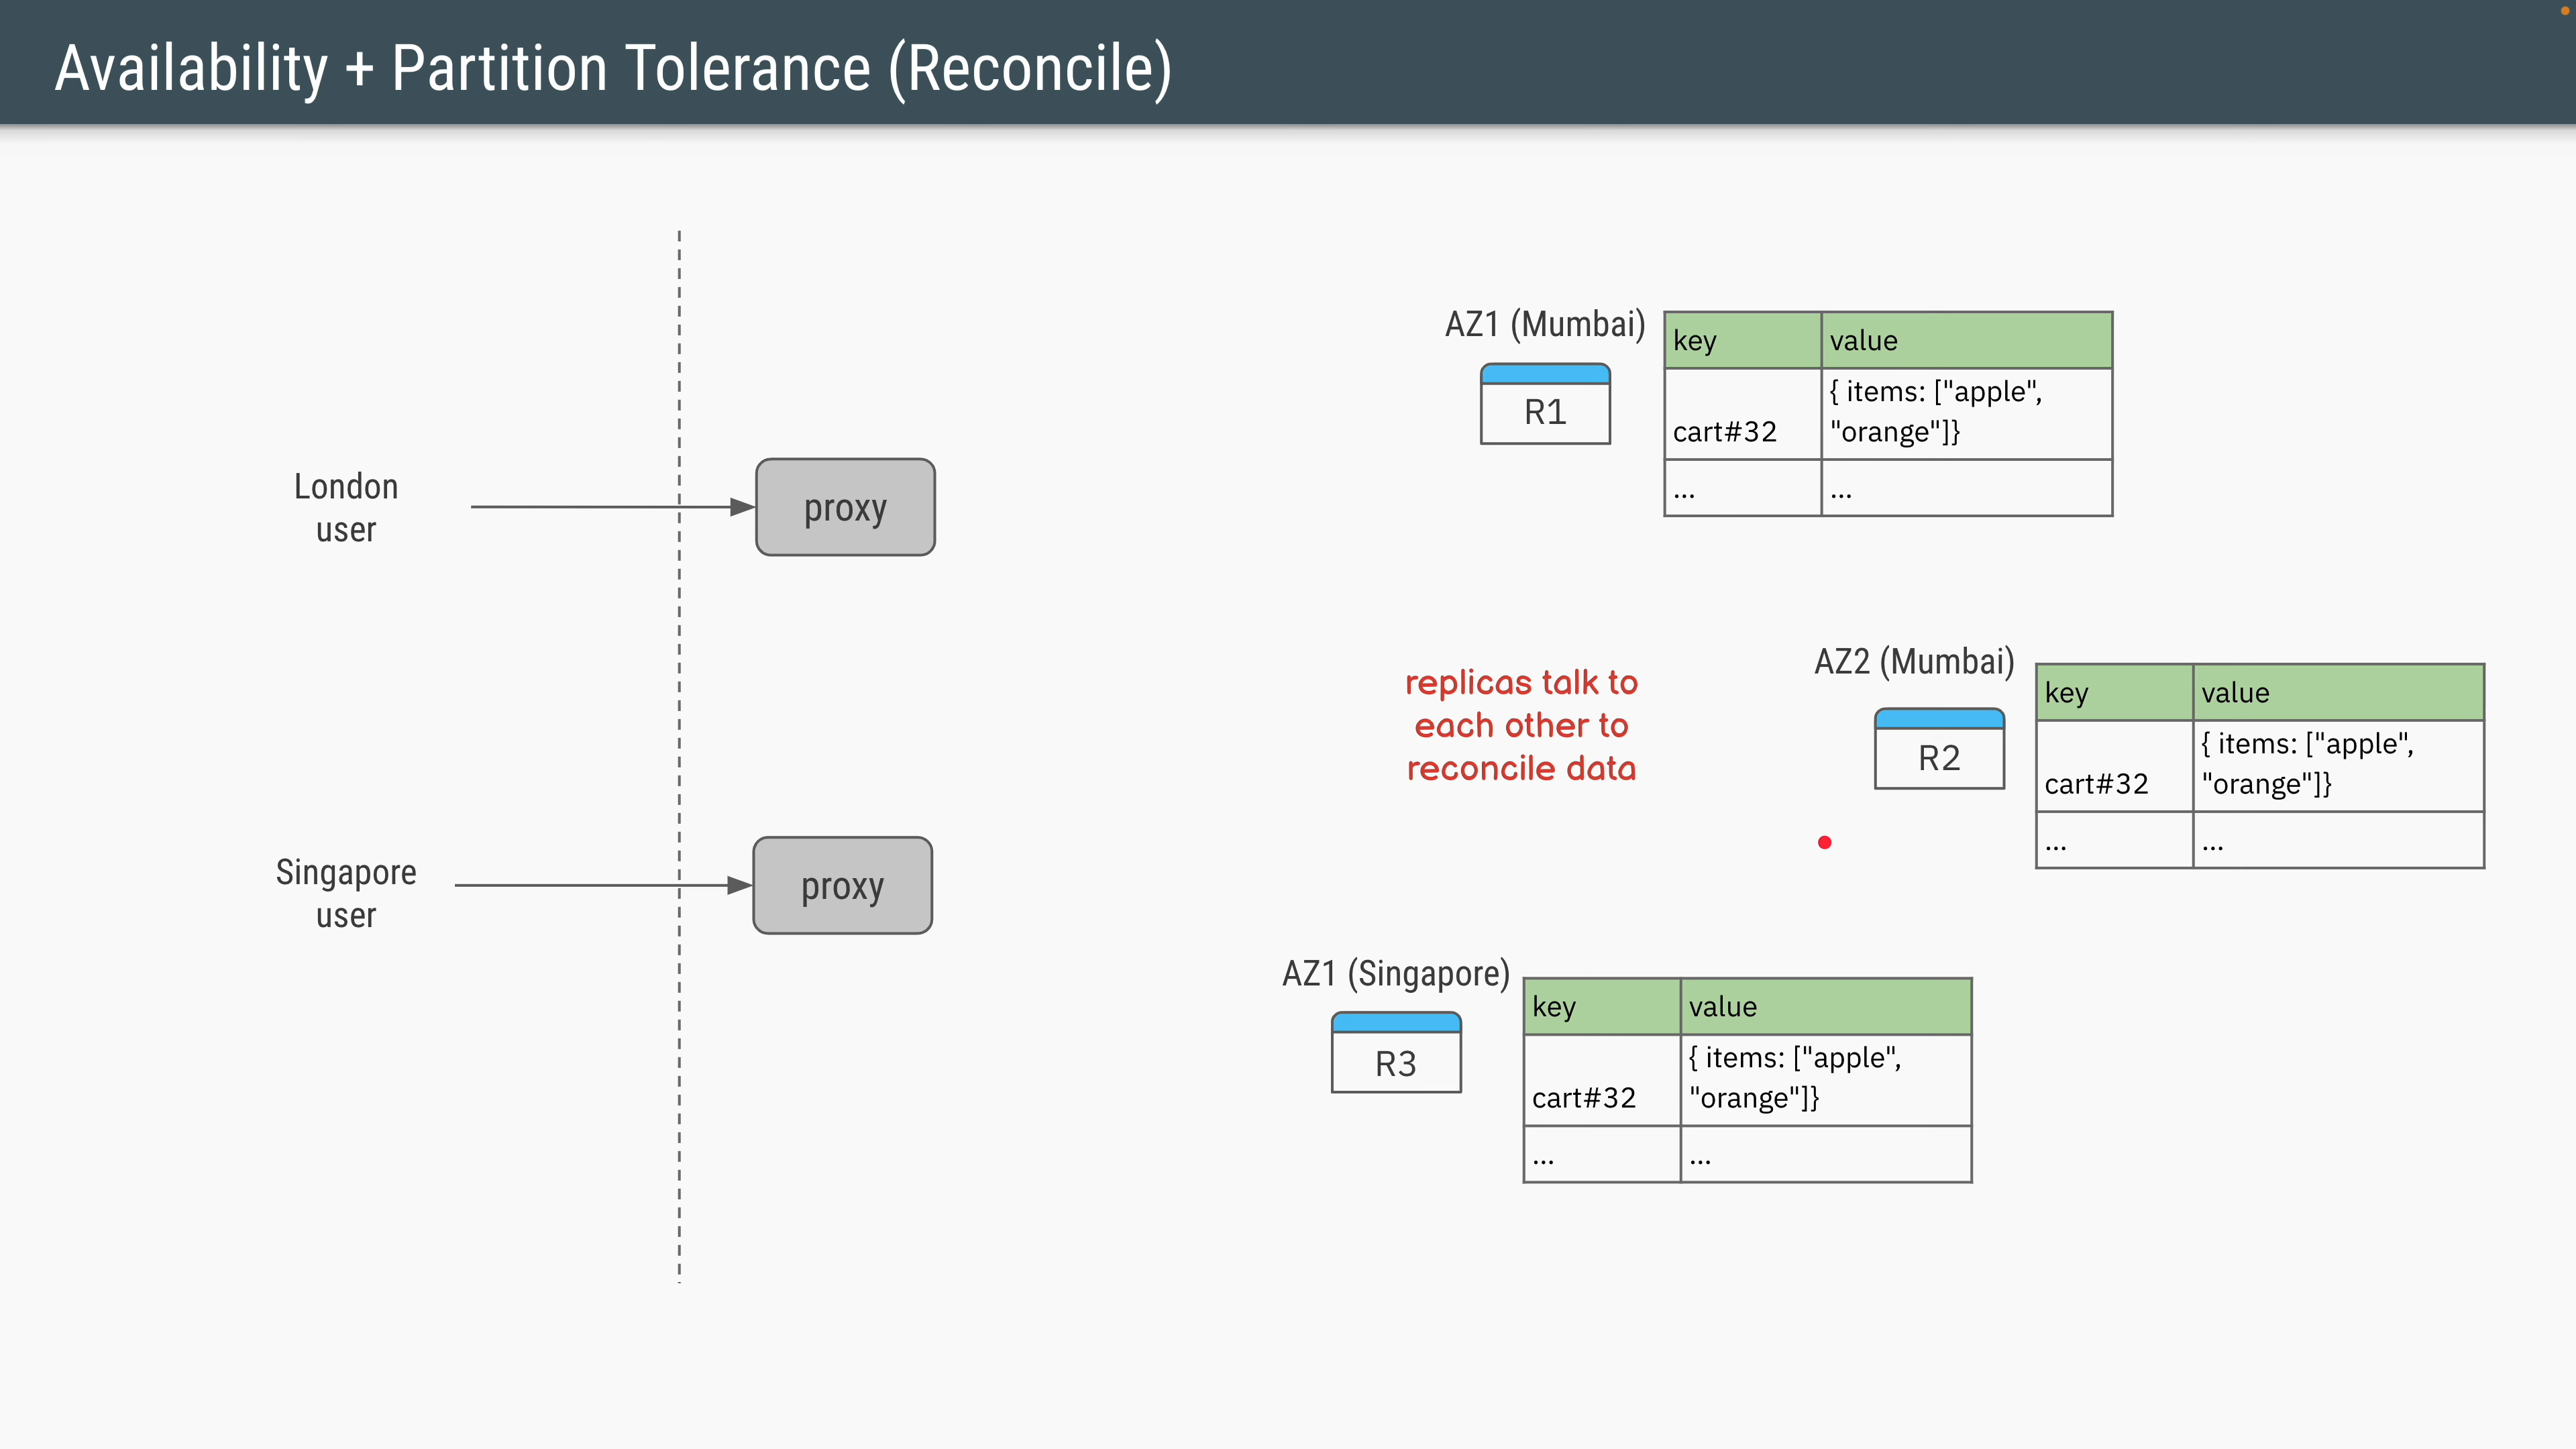 Availability + Partition Tolerance (Reconcile)
London
user
proxy
Singapore
user
proxy
AZ1 (Mumbai)
R1
key value
{ items: ["apple",
cart#32 "orange"]}
... ...
replicas talk to
each other to
reconcile data
AZ2 (Mumbai)
R2
key value
{ items: ["apple",
cart#32 "orange"]}
... ...
AZ1 (Singapore)
R3
key value
{ items: ["apple",
cart#32 "orange"]}
... ...